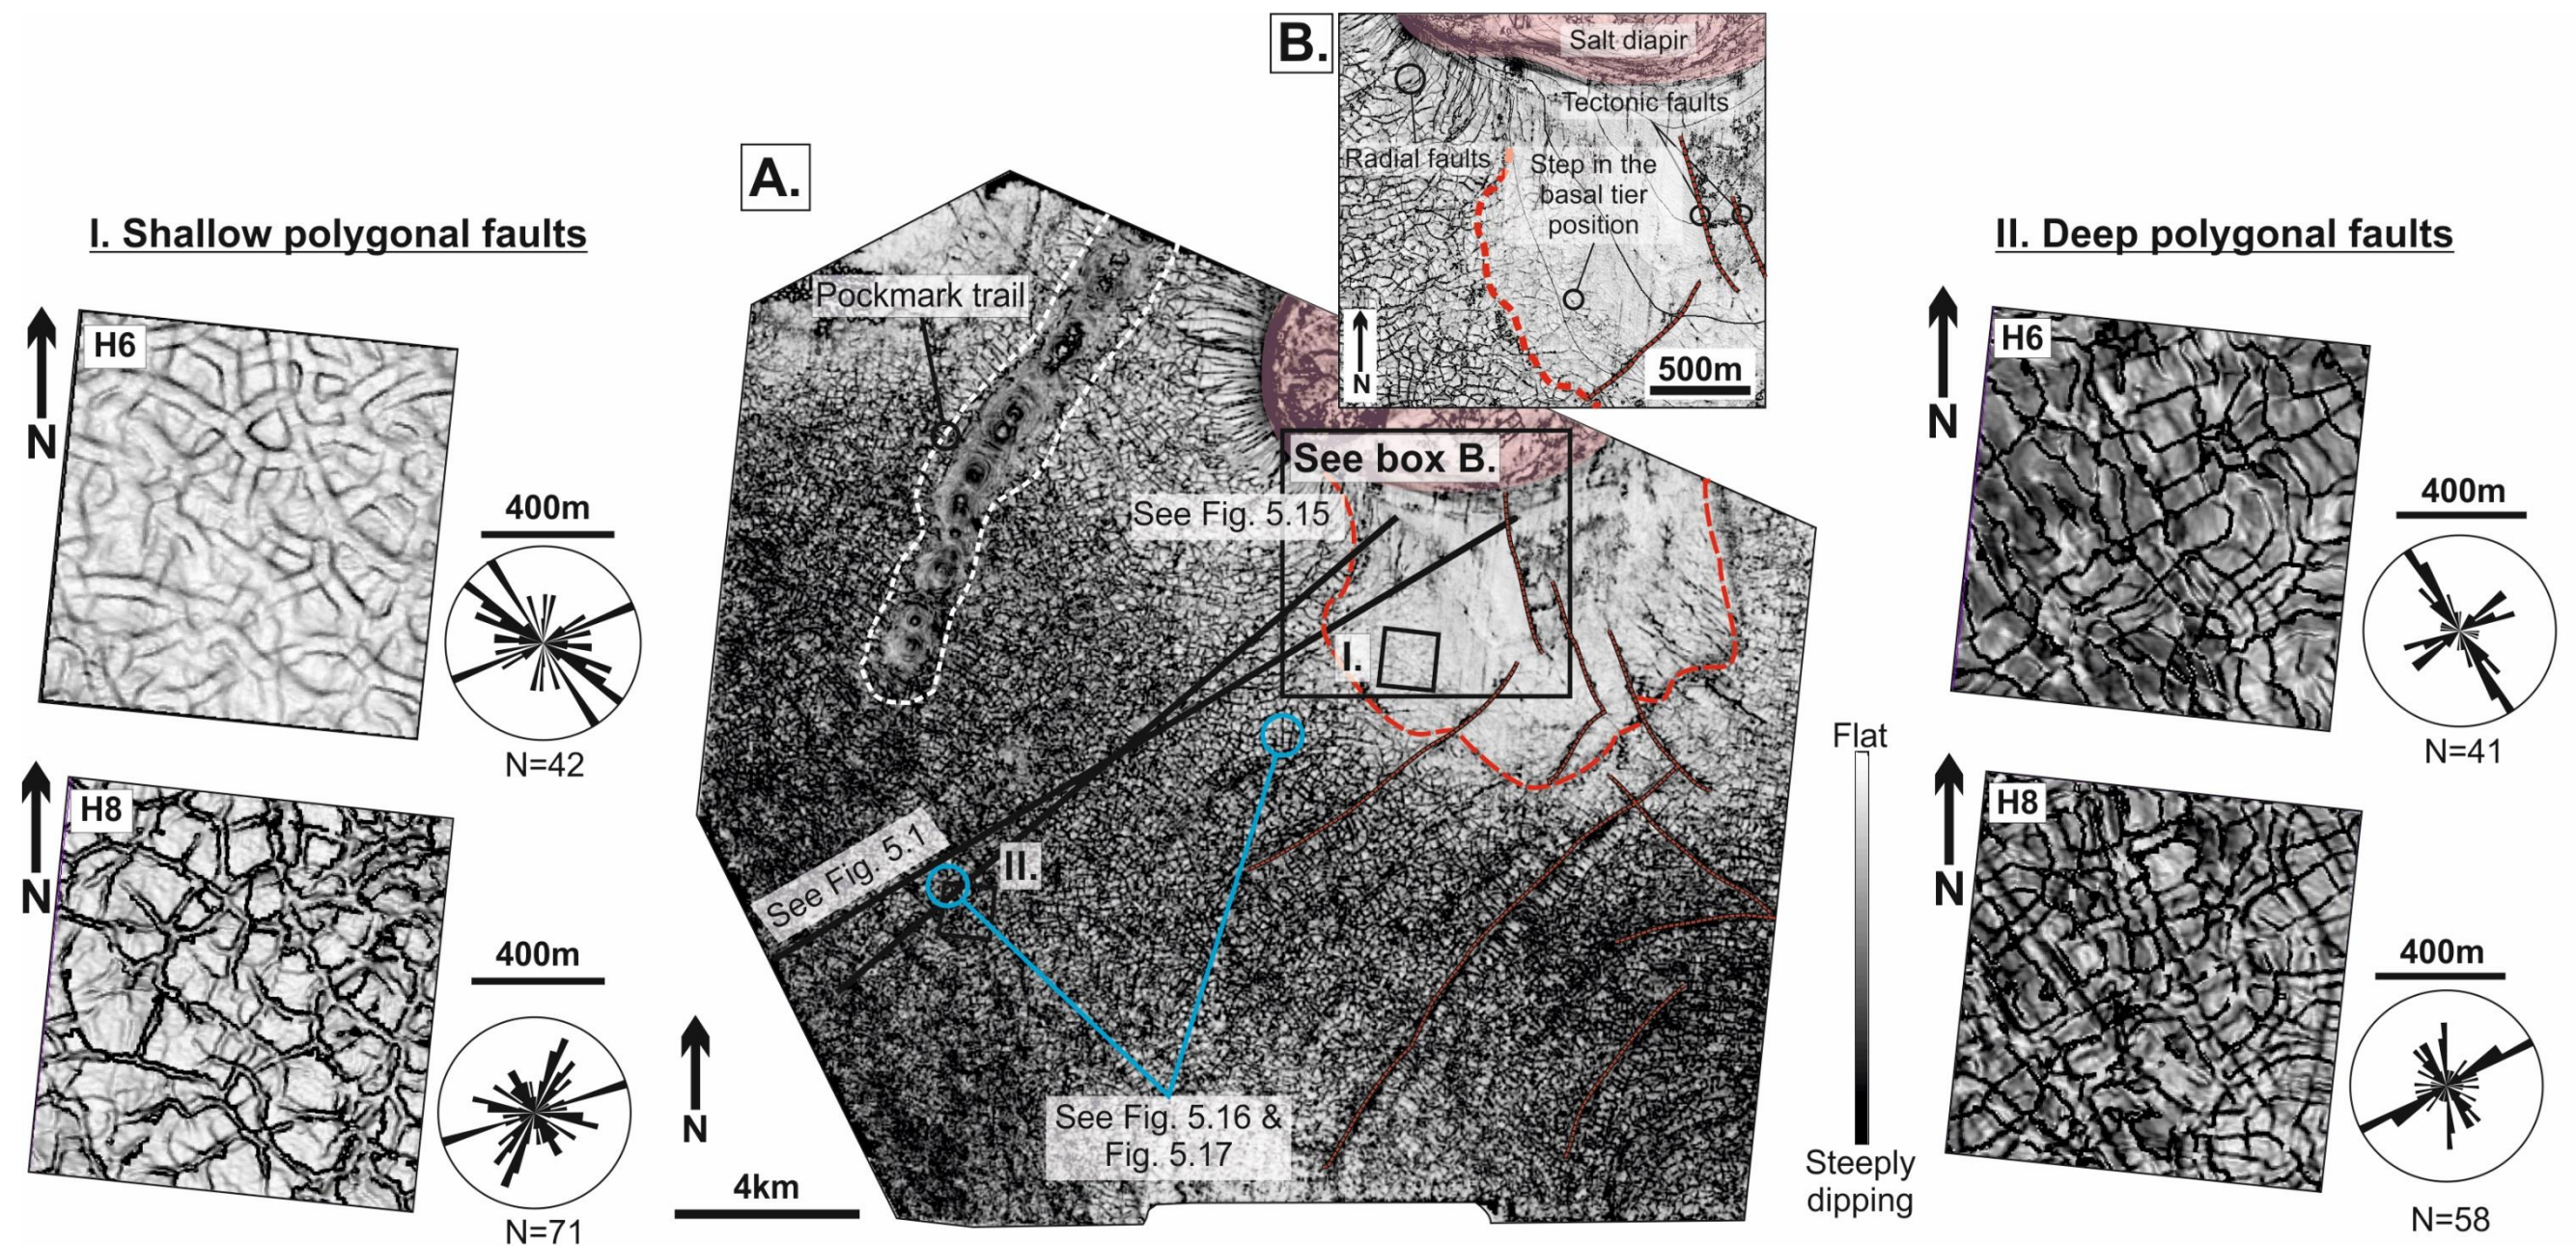 I. Shallow polygonal faults
H6
N
400m
N=42
H8
N
400m
N=71
A.
Pockmark trail
See box B.
See Fig. 5.15
I.
See Fig. 5.1
II.
See Fig. 5.16 &
Fig. 5.17
N
4km
B.
Salt diapir
Tectonic faults
Radial faults
Step in the
basal tier
position
N
500m
Flat
Steeply
dipping
II. Deep polygonal faults
H6
N
400m
N=41
H8
N
400m
N=58